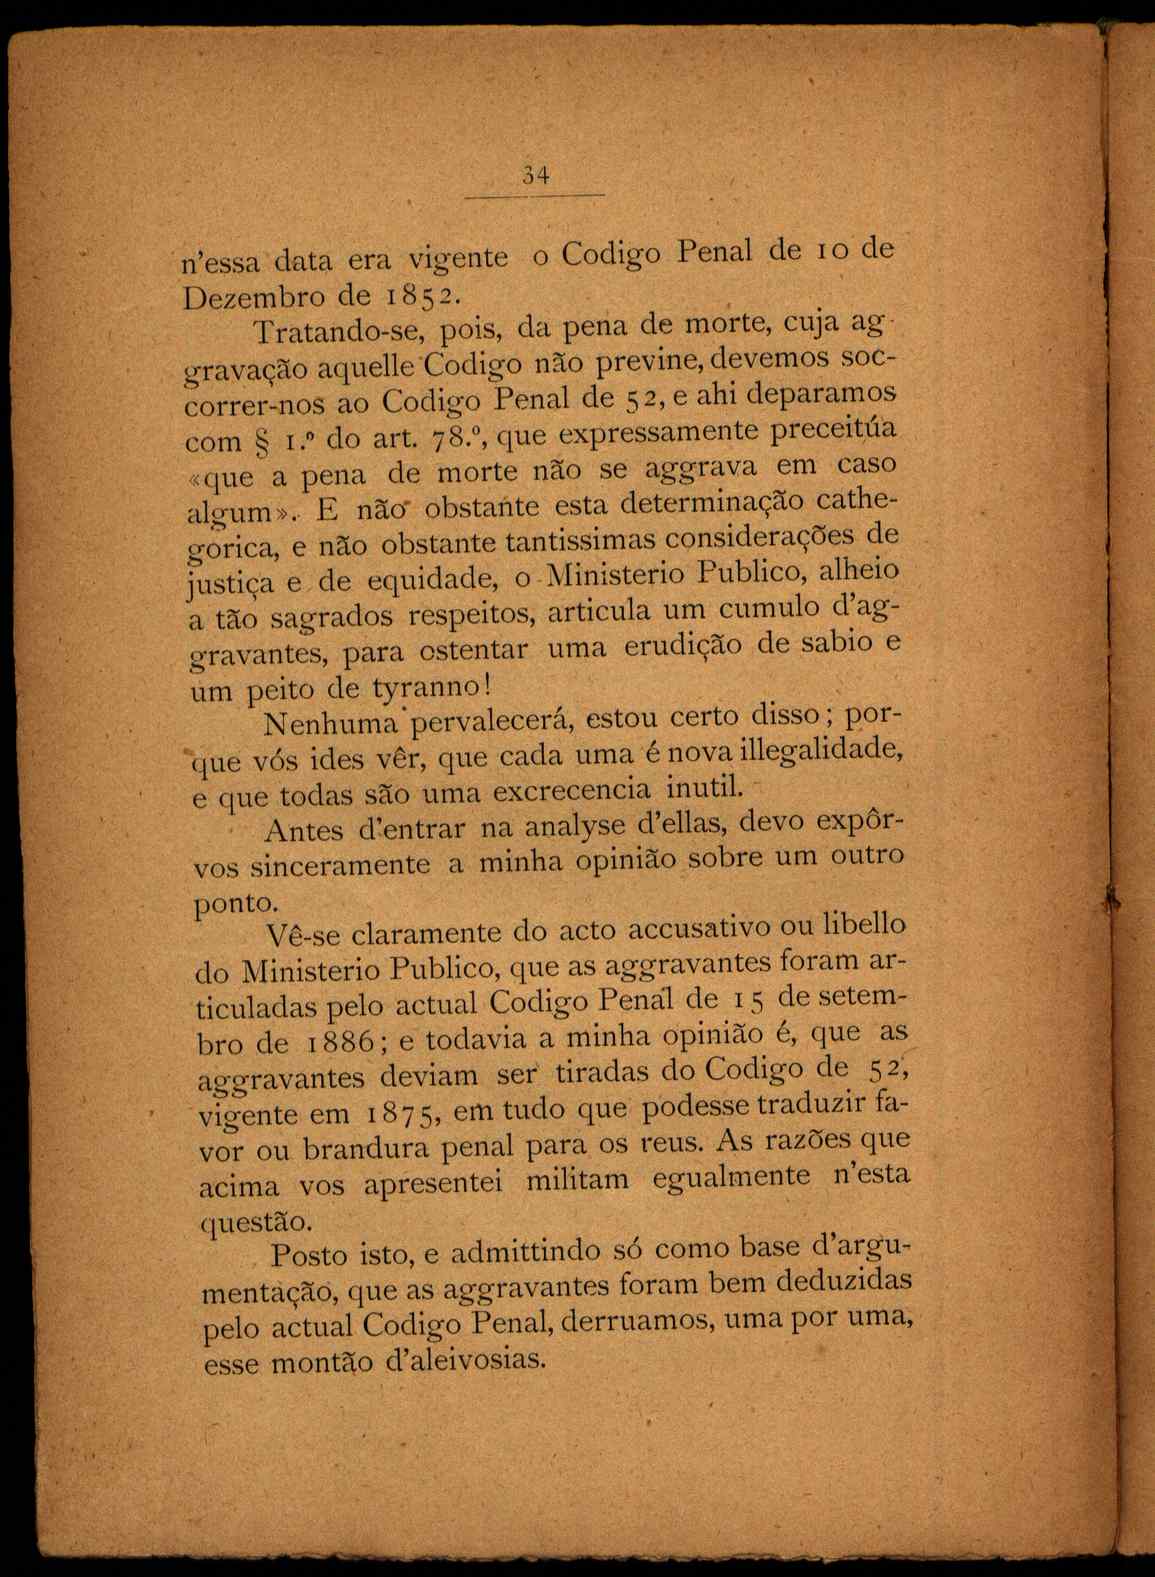 34
n'essa data era vigente o Codigo Penal de 10 de
Dezembro de 1852.
Tratando-se, pois, da pena de morte, cuja ag-
gravação aquelle Codigo não previne, devemos soc-
correr-nos ao Codigo Penal de 52, e ahi deparamos
com § 1.º do art. 78.º, que expressamente preceitúa
«que a pena de morte não se aggrava em caso
algum». E não obstante esta determinação cathe-
gorica, e não obstante tantissimas considerações de
justiça e de equidade, o Ministerio Publico, alheio
a tão sagrados respeitos, articula um cumulo d'ag-
gravantes, para ostentar uma erudição de sabio e
um peito de tyranno!
Nenhuma pervalecerá, estou certo disso; por-
que vós ides vêr, que cada uma é nova illegalidade,
e que todas são uma excrecencia inutil.
Antes d'entrar na analyse d'ellas, devo expôr-
vos sinceramente a minha opinião sobre um outro
ponto.
Vê-se claramente do acto accusativo ou libello
do Ministerio Publico, que as aggravantes foram ar-
ticuladas pelo actual Codigo Penal de 15 de setem-
bro de 1886; e todavia a minha opinião é, que as
aggravantes deviam ser tiradas do Codigo de 52,
vigente em 1875, em tudo que podesse traduzir fa-
vor ou brandura penal para os reus. As razões que
acima vos apresentei militam egualmente n'esta
questão.
Posto isto, e admittindo só como base d'argu-
mentação, que as aggravantes foram bem deduzidas
pelo actual Codigo Penal, derruamos, uma por uma,
esse montão d'aleivosias.